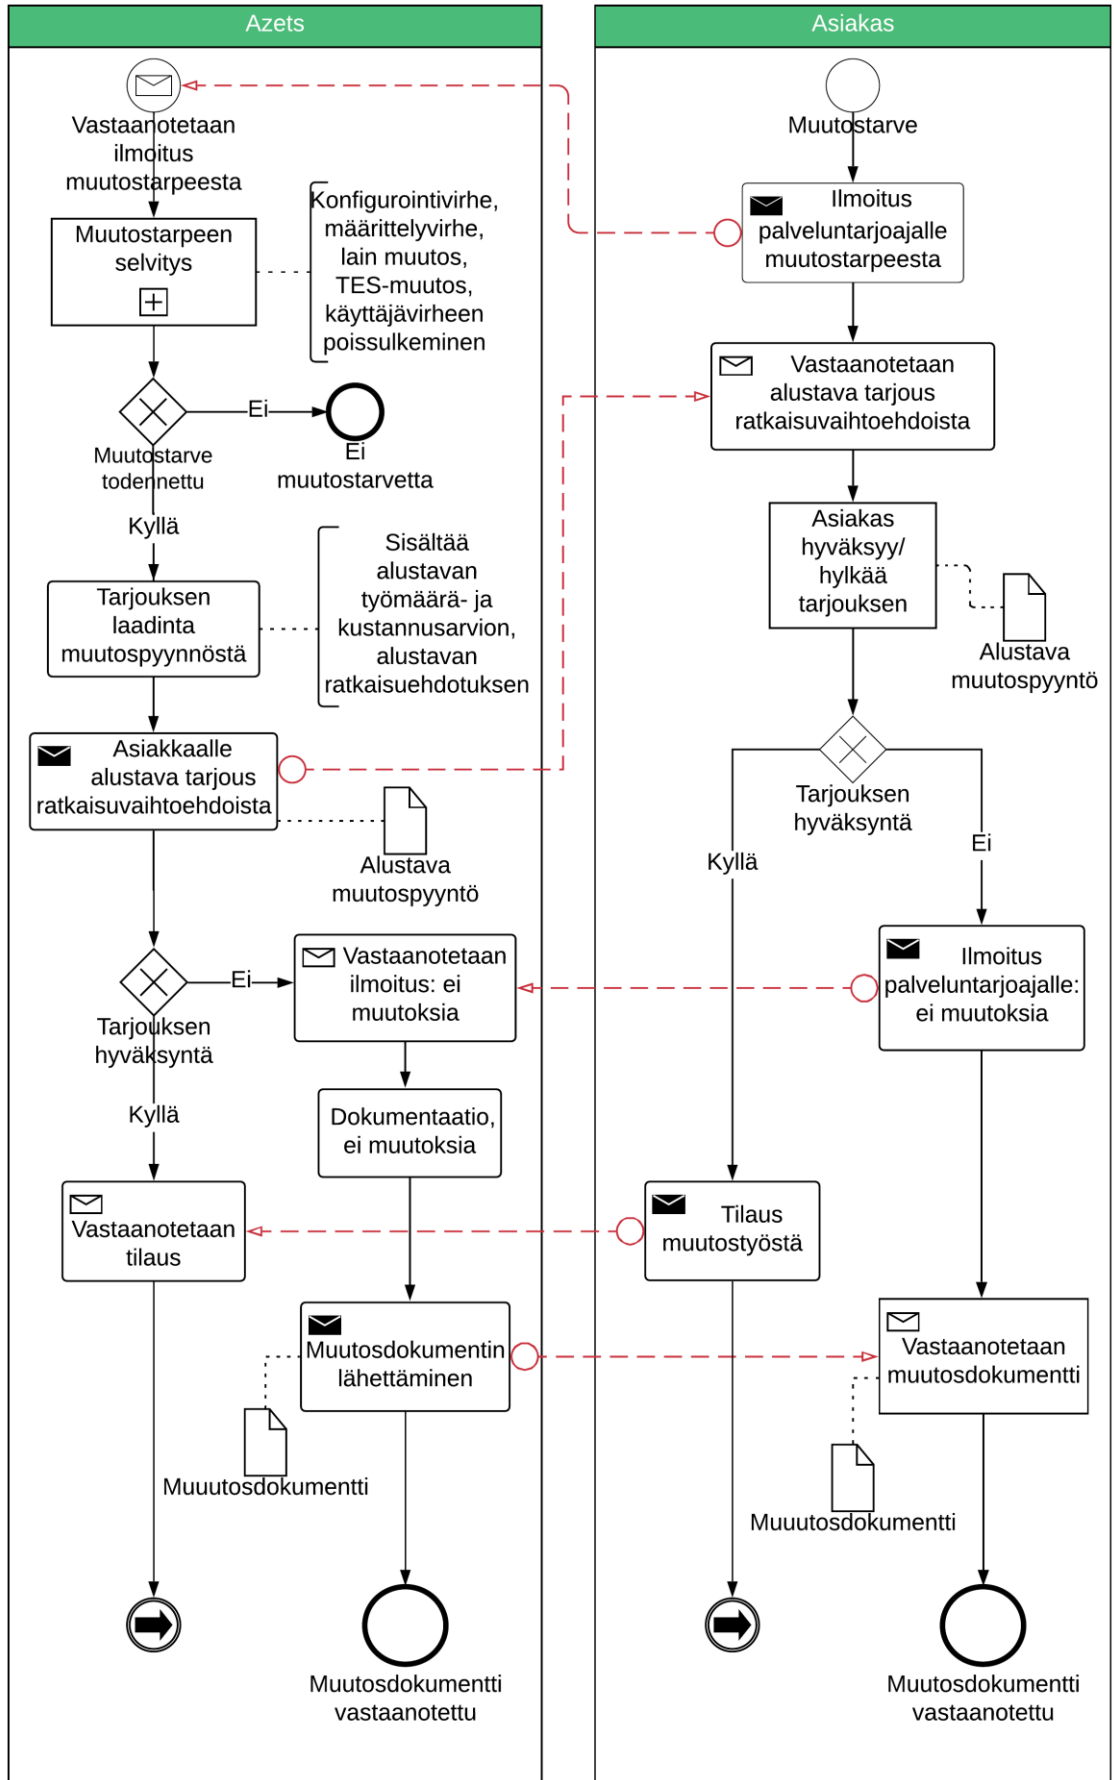 Azets
Vastaanotetaan
ilmoitus
muutostarpeesta
Muutostarpeen
selvitys
Konfigurointivirhe,
määrittelyvirhe,
lain muutos,
TES-muutos,
käyttäjävirheen
poissulkeminen
Muutostarve
todennettu
Ei
Ei
muutostarvetta
Kyllä
Tarjouksen
laadinta
muutospyynnöstä
Sisältää
alustavan
työmäärä- ja
kustannusarvion,
alustavan
ratkaisuehdotuksen
Asiakkaalle
alustava tarjous
ratkaisuvaihtoehdoista
Alustava
muutospyyntö
Tarjouksen
hyväksyntä
Ei
Vastaanotetaan
ilmoitus: ei
muutoksia
Dokumentaatio,
ei muutoksia
Kyllä
Vastaanotetaan
tilaus
Muutosdokumentin
lähettäminen
Muuutosdokumentti
Muutosdokumentti
vastaanotettu
Asiakas
Muutostarve
Ilmoitus
palveluntarjoajalle
muutostarpeesta
Vastaanotetaan
alustava tarjous
ratkaisuvaihtoehdoista
Asiakas
hyväksyy/
hylkää
tarjouksen
Alustava
muutospyyntö
Tarjouksen
hyväksyntä
Kyllä
Ei
Ilmoitus
palveluntarjoajalle:
ei muutoksia
Tilaus
muutostyöstä
Vastaanotetaan
muutosdokumentti
Muuutosdokumentti
Muutosdokumentti
vastaanotettu